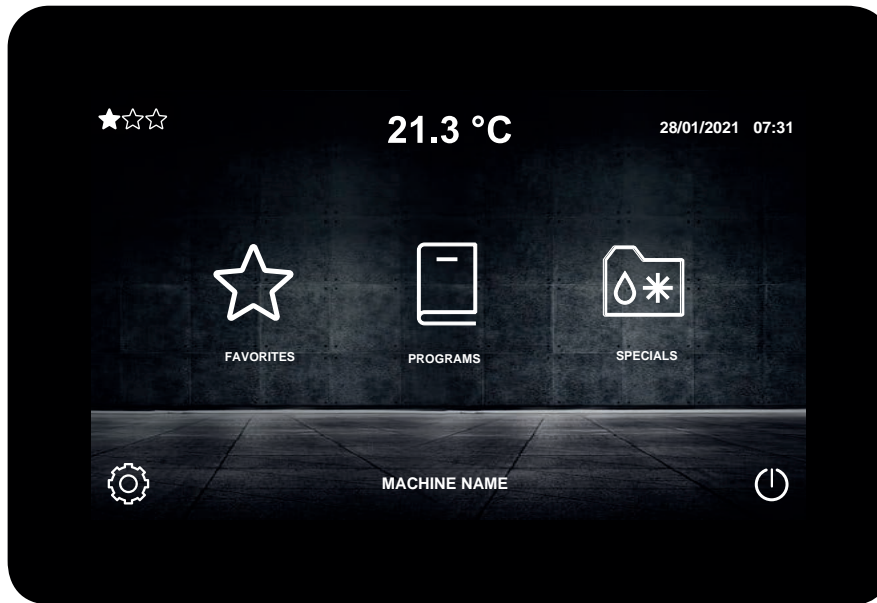 21.3 °C
28/01/2021 07:31
FAVORITES
PROGRAMS
SPECIALS
MACHINE NAME